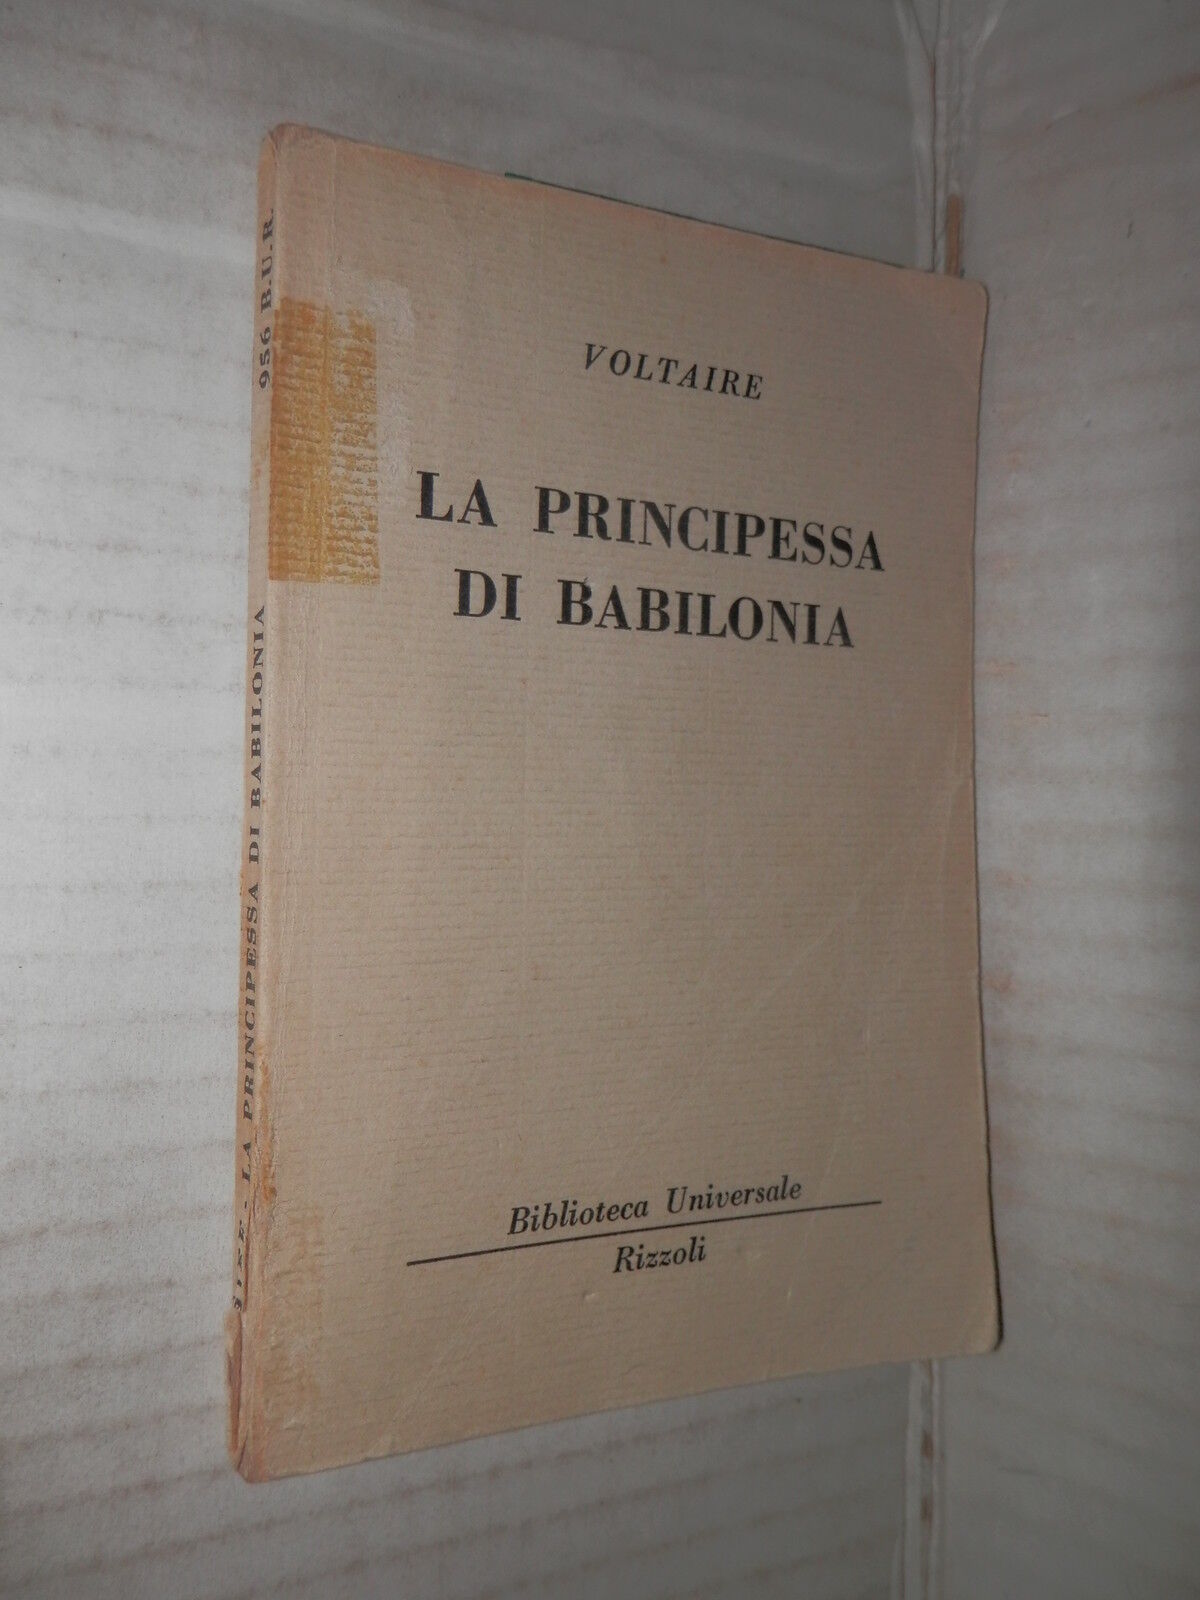 VOLTAIRE
LA PRINCIPESSA
DI BABILONIA
Biblioteca Universale
Rizzoli
- LA PRINCIPESSA DI BABILONIA
956 B.U.R.